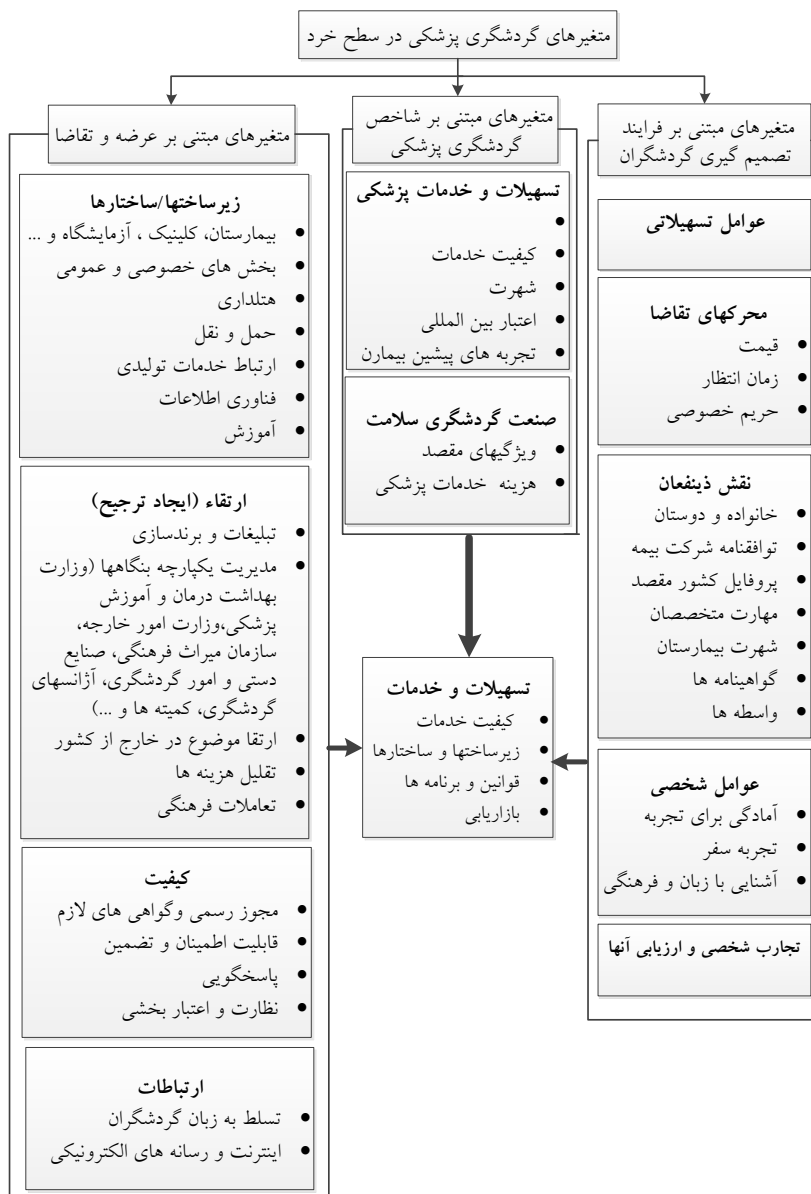 متغیرهای گردشگری پزشکی در سطح خرد
متغیرهای مبتنی بر فرایند
تصمیم گیری گردشگران
عوامل تسهیلاتی
محرکهای تقاضا
قیمت
زمان انتظار
حریم خصوصی
نقش ذینفعان
خانواده و دوستان
توافقنامه شرکت بیمه
پروفایل کشور مقصد
مهارت متخصصان
شهرت بیمارستان
گواهینامه ها
واسطه ها
عوامل شخصی
آمادگی برای تجربه
تجربه سفر
آشنایی با زبان و فرهنگی
تجارب شخصی و ارزیابی آنها
متغیرهای مبتنی بر شاخص
گردشگری پزشکی
تسهیلات و خدمات پزشکی
کیفیت خدمات
شهرت
اعتبار بین المللی
تجربه های پیشین بیمارن
صنعت گردشگری سلامت
ویژگیهای مقصد
هزینه خدمات پزشکی
تسهیلات و خدمات
کیفیت خدمات
زیرساختها و ساختارها
قوانین و برنامه ها
بازاریابی
متغیرهای مبتنی بر عرضه و تقاضا
زیرساختها/ساختارها
بیمارستان، کلینیک ، آزمایشگاه و ...
بخش های خصوصی و عمومی
هتلداری
حمل و نقل
ارتباط خدمات تولیدی
فناوری اطلاعات
آموزش
ارتقاء (ایجاد ترجیح)
تبلیغات و برندسازی
مدیریت یکپارچه بنگاهها (وزارت
بهداشت درمان و آموزش
پزشکی،وزارت امور خارجه،
سازمان میراث فرهنگی، صنایع
دستی و امور گردشگری، آژانسهای
گردشگری، کمیته ها و ...)
ارتقا موضوع در خارج از کشور
تقلیل هزینه ها
تعاملات فرهنگی
کیفیت
مجوز رسمی وگواهی های لازم
قابلیت اطمینان و تضمین
پاسخگویی
نظارت و اعتبار بخشی
ارتباطات
تسلط به زبان گردشگران
اینترنت و رسانه های الکترونیکی